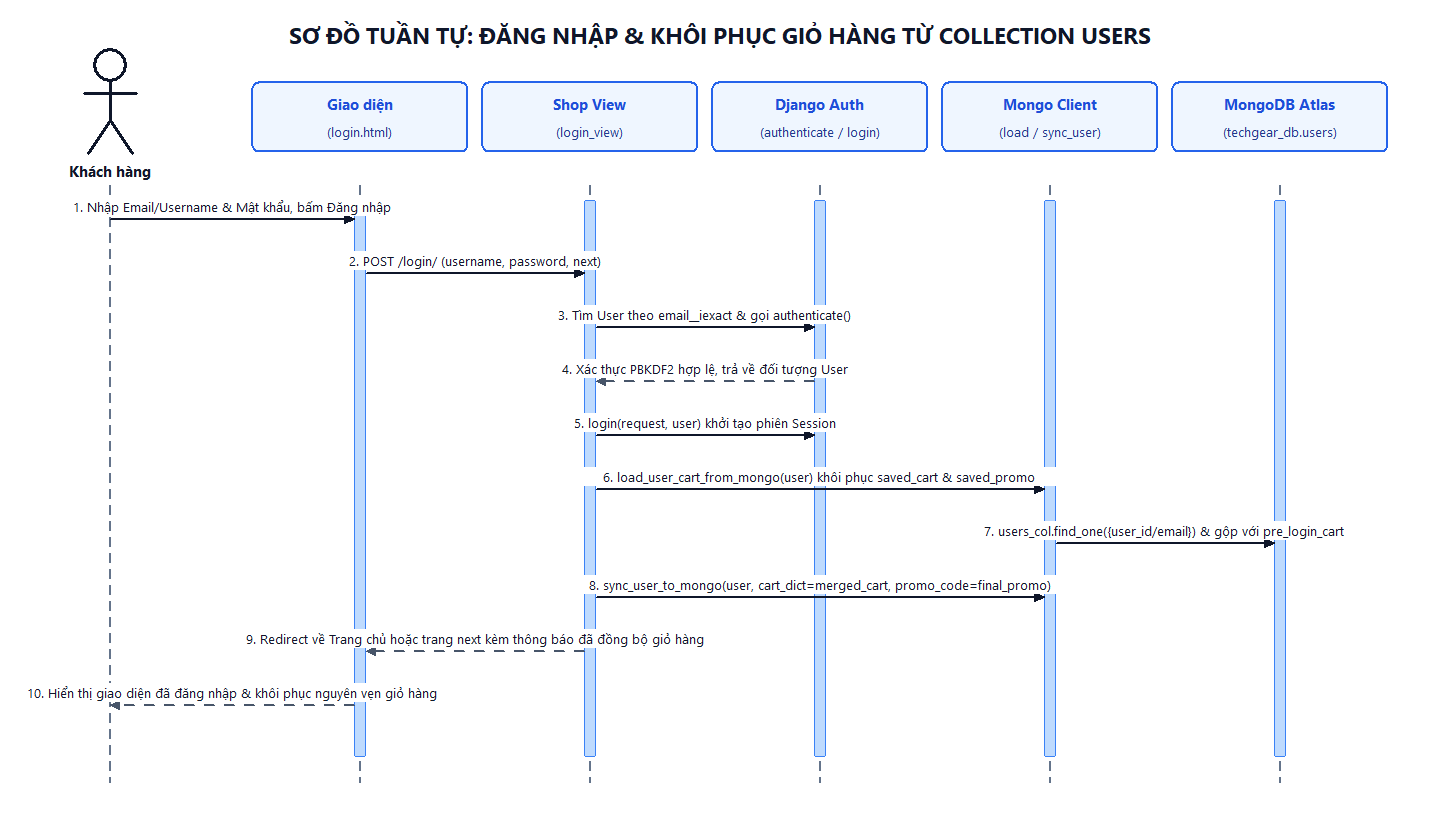 SƠ ĐỒ TUẦN TỰ: ĐĂNG NHẬP & KHÔI PHỤC GIỎ HÀNG TỪ COLLECTION USERS
Giao diện
(login.html)
Shop View
(login_view)
Django Auth
(authenticate / login)
Mongo Client
(load / sync_user)
MongoDB Atlas
(techgear_db.users)
Khách hàng
1. Nhập Email/Username & Mật khẩu, bấm Đăng nhập
2. POST /login/ (username, password, next)
3. Tìm User theo email__iexact & gọi authenticate()
4. Xác thực PBKDF2 hợp lệ, trả về đối tượng User
5. login(request, user) khởi tạo phiên Session
6. load_user_cart_from_mongo(user) khôi phục saved_cart & saved_promo
7. users_col.find_one({user_id/email}) & gộp với pre_login_cart
8. sync_user_to_mongo(user, cart_dict=merged_cart, promo_code=final_promo)
9. Redirect về Trang chủ hoặc trang next kèm thông báo đã đồng bộ giỏ hàng
10. Hiển thị giao diện đã đăng nhập & khôi phục nguyên vẹn giỏ hàng